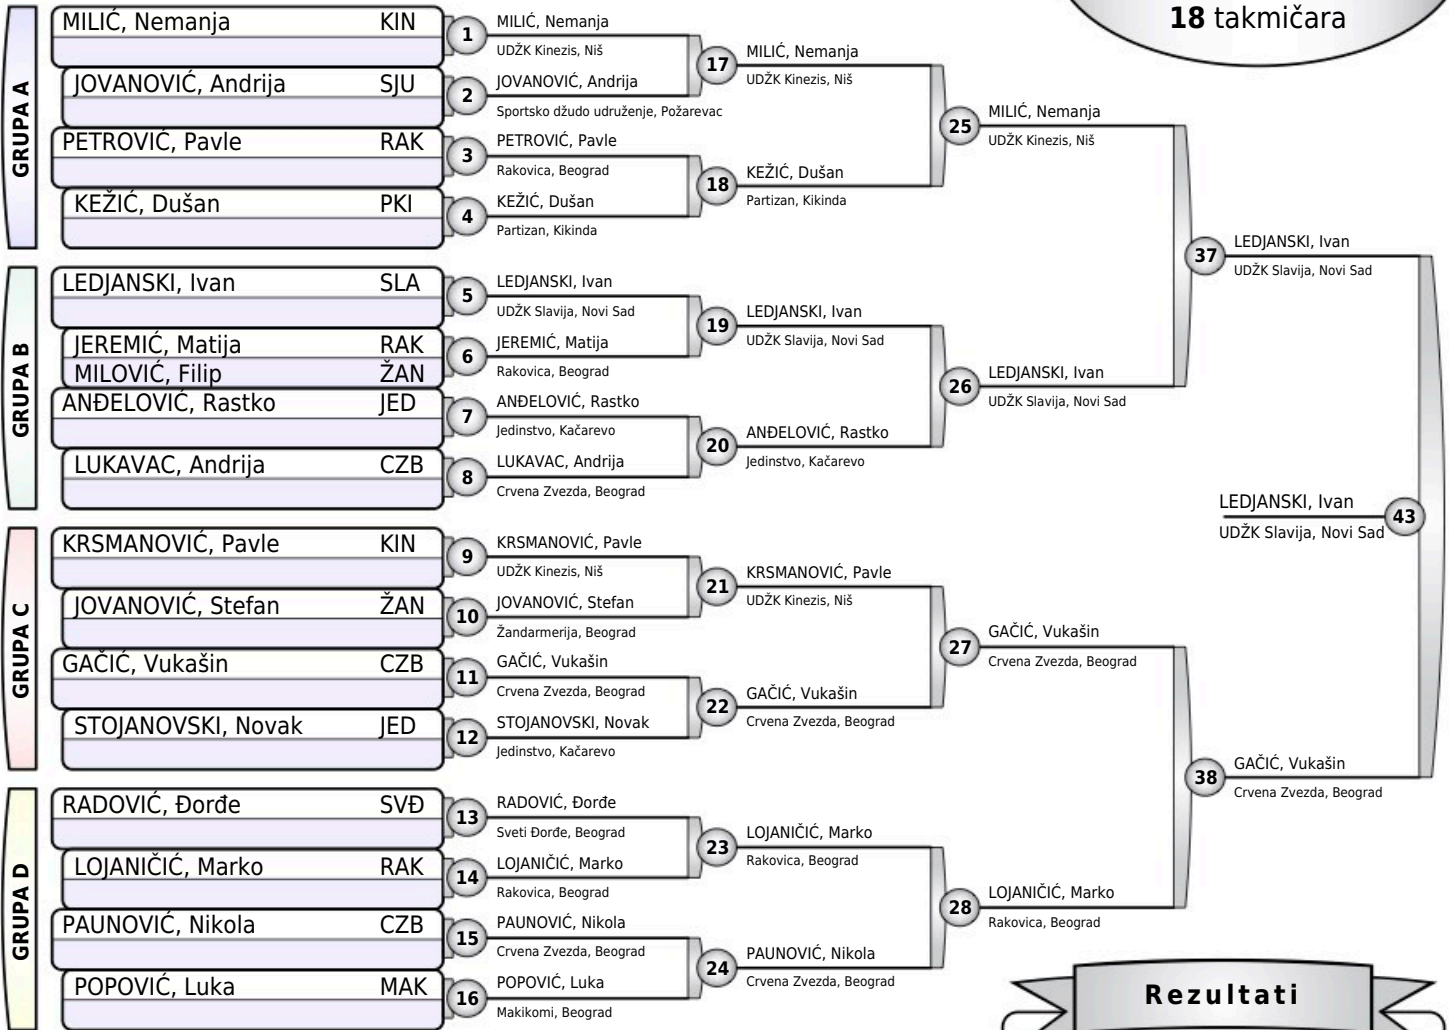 18 takmičara
GRUPA A
MILIĆ, Nemanja KIN
JOVANOVIĆ, Andrija SJU
PETROVIĆ, Pavle RAK
KEŽIĆ, Dušan PKI
GRUPA B
LEDJANSKI, Ivan SLA
JEREMIĆ, Matija RAK
MILOVIĆ, Filip ŽAN
ANĐELOVIĆ, Rastko JED
LUKAVAC, Andrija CZB
GRUPA C
KRSMANOVIĆ, Pavle KIN
JOVANOVIĆ, Stefan ŽAN
GAČIĆ, Vukašin CZB
STOJANOVSKI, Novak JED
GRUPA D
RADOVIĆ, Đorđe SVĐ
LOJANIČIĆ, Marko RAK
PAUNOVIĆ, Nikola CZB
POPOVIĆ, Luka MAK
1 MILIĆ, Nemanja
UDŽK Kinezis, Niš
2 JOVANOVIĆ, Andrija
Sportsko džudo udruženje, Požarevac
3 PETROVIĆ, Pavle
Rakovica, Beograd
4 KEŽIĆ, Dušan
Partizan, Kikinda
5 LEDJANSKI, Ivan
UDŽK Slavija, Novi Sad
6 JEREMIĆ, Matija
Rakovica, Beograd
7 ANĐELOVIĆ, Rastko
Jedinstvo, Kačarevo
8 LUKAVAC, Andrija
Crvena Zvezda, Beograd
9 KRSMANOVIĆ, Pavle
UDŽK Kinezis, Niš
10 JOVANOVIĆ, Stefan
Žandarmerija, Beograd
11 GAČIĆ, Vukašin
Crvena Zvezda, Beograd
12 STOJANOVSKI, Novak
Jedinstvo, Kačarevo
13 RADOVIĆ, Đorđe
Sveti Đorđe, Beograd
14 LOJANIČIĆ, Marko
Rakovica, Beograd
15 PAUNOVIĆ, Nikola
Crvena Zvezda, Beograd
16 POPOVIĆ, Luka
Makikomi, Beograd
17 MILIĆ, Nemanja
UDŽK Kinezis, Niš
18 KEŽIĆ, Dušan
Partizan, Kikinda
19 LEDJANSKI, Ivan
UDŽK Slavija, Novi Sad
20 ANĐELOVIĆ, Rastko
Jedinstvo, Kačarevo
21 KRSMANOVIĆ, Pavle
UDŽK Kinezis, Niš
22 GAČIĆ, Vukašin
Crvena Zvezda, Beograd
23 LOJANIČIĆ, Marko
Rakovica, Beograd
24 PAUNOVIĆ, Nikola
Crvena Zvezda, Beograd
25 MILIĆ, Nemanja
UDŽK Kinezis, Niš
26 LEDJANSKI, Ivan
UDŽK Slavija, Novi Sad
27 GAČIĆ, Vukašin
Crvena Zvezda, Beograd
28 LOJANIČIĆ, Marko
Rakovica, Beograd
37 LEDJANSKI, Ivan
UDŽK Slavija, Novi Sad
38 GAČIĆ, Vukašin
Crvena Zvezda, Beograd
LEDJANSKI, Ivan 43
UDŽK Slavija, Novi Sad
Rezultati